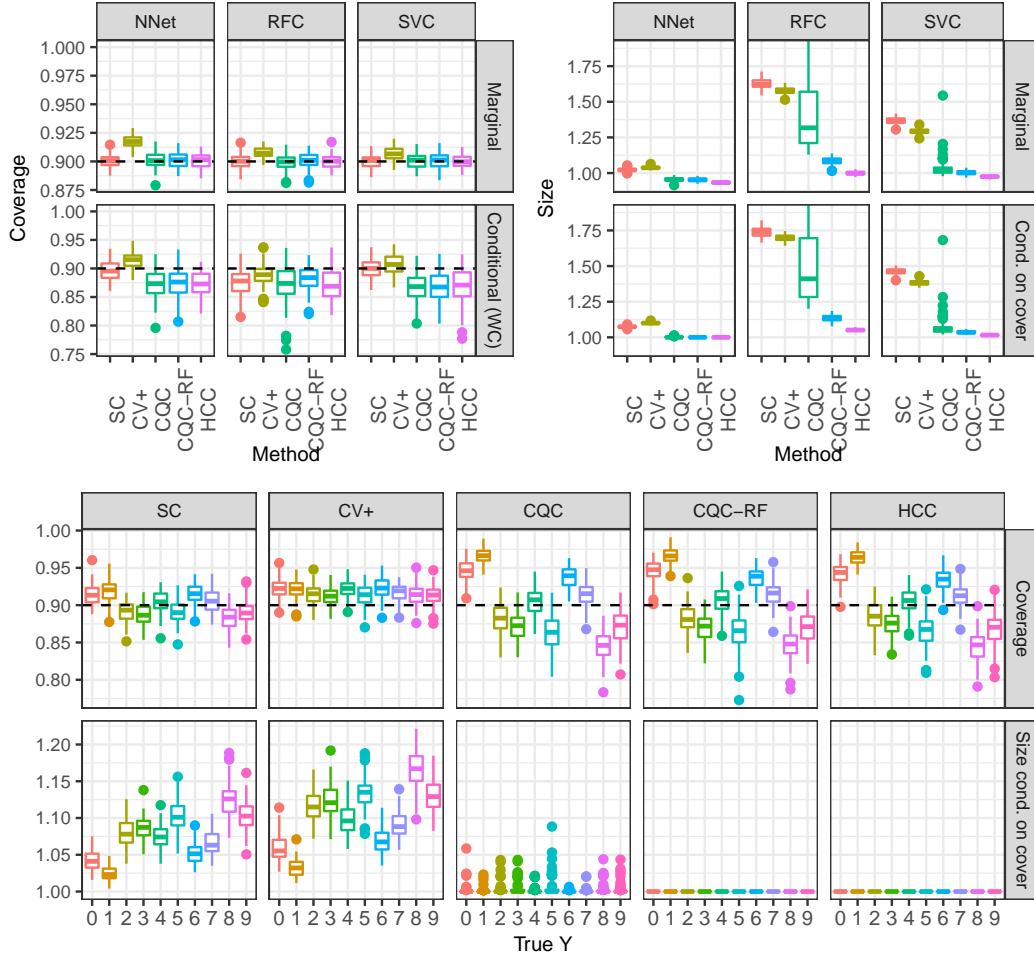 NNet RFC SVC
Coverage
1.000
0.975
0.950
0.925
0.900
0.875
Marginal
1.00
0.95
0.90
0.85
0.80
0.75
Conditional (WC)
SC CV+ CQC CQC−RF HCC SC CV+ CQC CQC−RF HCC SC CV+ CQC CQC−RF HCC
Method
NNet RFC SVC
Size
1.75
1.50
1.25
1.00
Marginal
1.75
1.50
1.25
1.00
Cond. on cover
SC CV+ CQC CQC−RF HCC SC CV+ CQC CQC−RF HCC SC CV+ CQC CQC−RF HCC
Method
SC CV+ CQC CQC−RF HCC
1.00
0.95
0.90
0.85
0.80
Coverage
1.20
1.15
1.10
1.05
1.00
Size cond. on cover
0 1 2 3 4 5 6 7 8 9 0 1 2 3 4 5 6 7 8 9 0 1 2 3 4 5 6 7 8 9 0 1 2 3 4 5 6 7 8 9 0 1 2 3 4 5 6 7 8 9
True Y